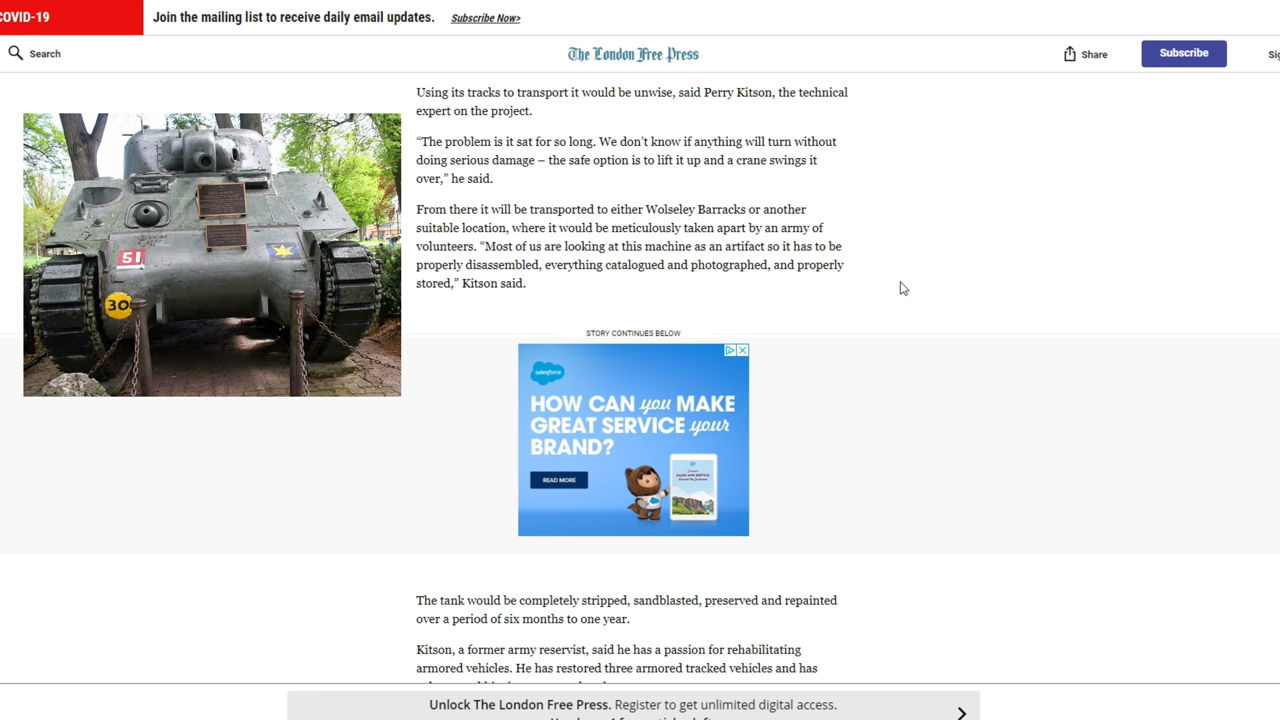 COVID-19
Join the mailing list to receive daily email updates. Subscribe Now>
Search
The London Free Press
Share
Subscribe
Using its tracks to transport it would be unwise, said Perry Kitson, the technical
expert on the project.
“The problem is it sat for so long. We don’t know if anything will turn without
doing serious damage – the safe option is to lift it up and a crane swings it
over,” he said.
From there it will be transported to either Wolseley Barracks or another
suitable location, where it would be meticulously taken apart by an army of
volunteers. “Most of us are looking at this machine as an artifact so it has to be
properly disassembled, everything catalogued and photographed, and properly
stored,” Kitson said.
51
30
STORY CONTINUES BELOW
salesforce
HOW CAN you MAKE
GREAT SERVICE your
BRAND?
READ MORE
The tank would be completely stripped, sandblasted, preserved and repainted
over a period of six months to one year.
Kitson, a former army reservist, said he has a passion for rehabilitating
armored vehicles. He has restored three armored tracked vehicles and has
Unlock The London Free Press. Register to get unlimited digital access.